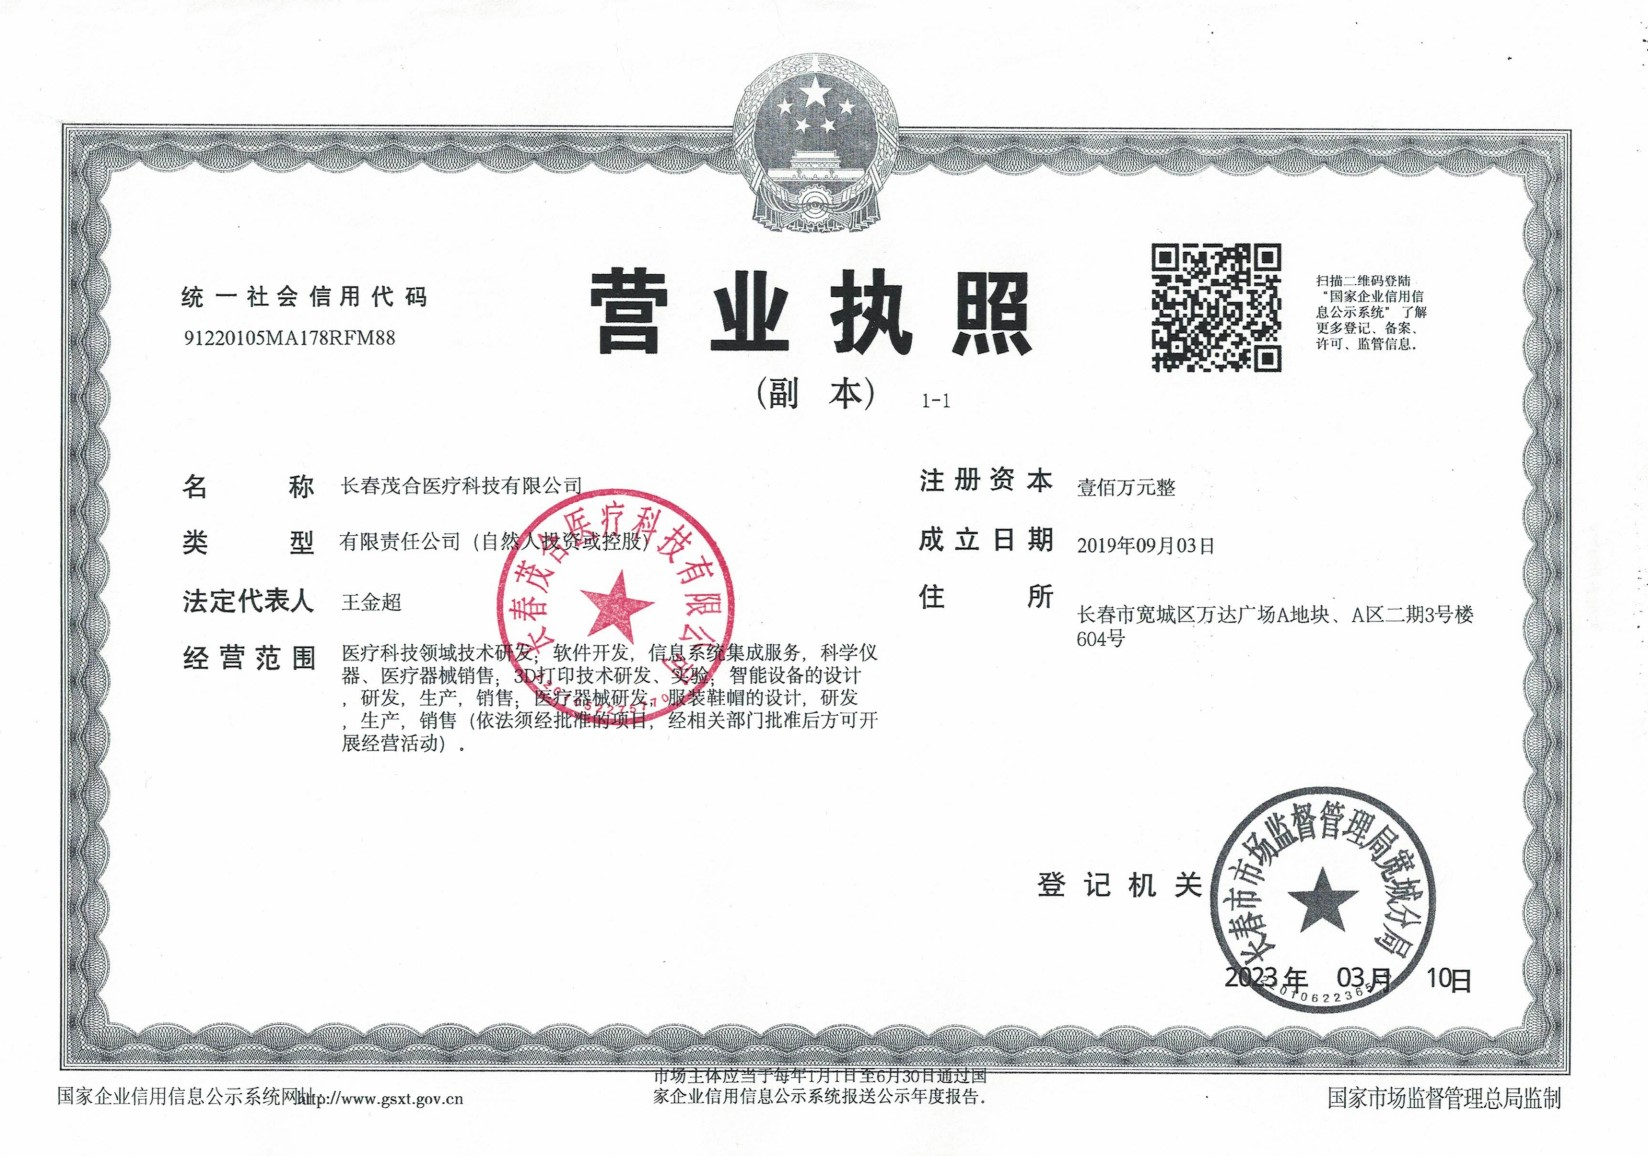 统一社会信用代码
91220105MA178RFM88
营业执照
(副 本) 1-1
扫描二维码登陆
“国家企业信用信
息公示系统”了解
更多登记、备案、
许可、监管信息.
名 称 长春茂合医疗科技有限公司
类 型 有限责任公司（自然人投资或控股）
法定代表人 王金超
经营范围 医疗科技领域技术研发; 软件开发, 信息系统集成服务, 科学仪
器、医疗器械销售; 3D打印技术研发、实验; 智能设备的设计
, 研发, 生产, 销售; 医疗器械研发, 服装鞋帽的设计, 研发
, 生产, 销售（依法须经批准的项目, 经相关部门批准后方可开
展经营活动）.
注册资本 壹佰万元整
成立日期 2019年09月03日
住 所 长春市宽城区万达广场A地块、A区二期3号楼
604号
长春茂合医疗科技有限公司
登记机关
长春市市场监督管理局宽城分局
2023年 03月 10日
国家企业信用信息公示系统网址http://www.gsxt.gov.cn
市场主体应当于每年1月1日至6月30日通过国
家企业信用信息公示系统报送公示年度报告.
国家市场监督管理总局监制